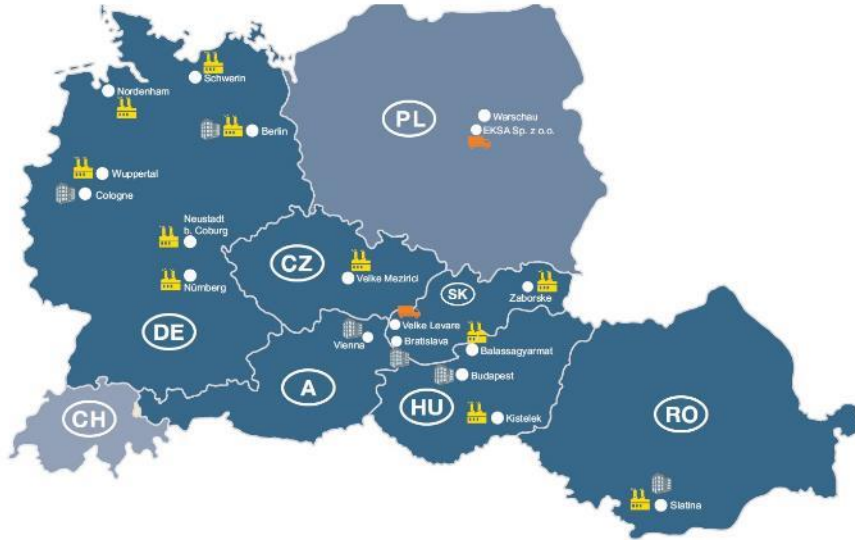 Schwerin
Nordenham
Berlin
Wuppertal
Cologne
Neustadt
b. Coburg
Nürnberg
DE
PL
Warschau
EKSA Sp. z o.o.
CZ
Velke Mezirici
SK
Zaborske
Velke Levare
Bratislava
Vienna
A
CH
Balassagyarmat
Budapest
HU
Kistelek
RO
Slatina